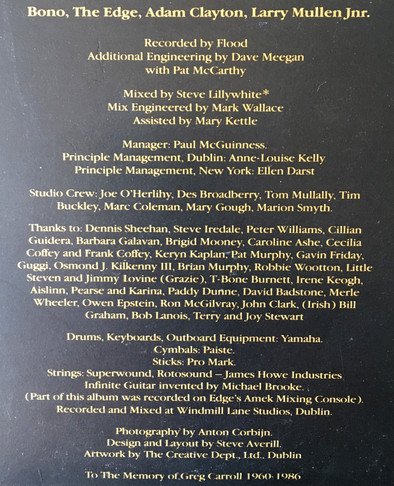 Bono, The Edge, Adam Clayton, Larry Mullen Jnr.
Recorded by Flood
Additional Engineering by Dave Meegan
with Pat McCarthy
Mixed by Steve Lillywhite*
Mix Engineered by Mark Wallace
Assisted by Mary Kettle
Manager: Paul McGuinness.
Principle Management, Dublin: Anne-Louise Kelly
Principle Management, New York: Ellen Darst
Studio Crew: Joe O'Herlihy, Des Broadberry, Tom Mullally, Tim
Buckley, Marc Coleman, Mary Gough, Marion Smyth.
Thanks to: Dennis Sheehan, Steve Iredale, Peter Williams, Cillian
Guidera, Barbara Galavan, Brigid Mooney, Caroline Ashe, Cecilia
Coffey and Frank Coffey, Keryn Kaplan, Pat Murphy, Gavin Friday,
Guggi, Osmond J. Kilkenny III, Brian Murphy, Robbie Wootton, Little
Steven and Jimmy Iovine (Grazie), T-Bone Burnett, Irene Keogh,
Aislinn, Pearse and Karina, Paddy Dunne, David Badstone, Merle
Wheeler, Owen Epstein, Ron McGilvray, John Clark, (Irish) Bill
Graham, Bob Lanois, Terry and Joy Stewart
Drums, Keyboards, Outboard Equipment: Yamaha.
Cymbals: Paiste.
Sticks: Pro Mark.
Strings: Superwound, Rotosound – James Howe Industries
Infinite Guitar invented by Michael Brooke.
(Part of this album was recorded on Edge's Amek Mixing Console).
Recorded and Mixed at Windmill Lane Studios, Dublin.
Photography by Anton Corbijn.
Design and Layout by Steve Averill.
Artwork by The Creative Dept., Ltd., Dublin
To The Memory of Greg Carroll 1960-1986